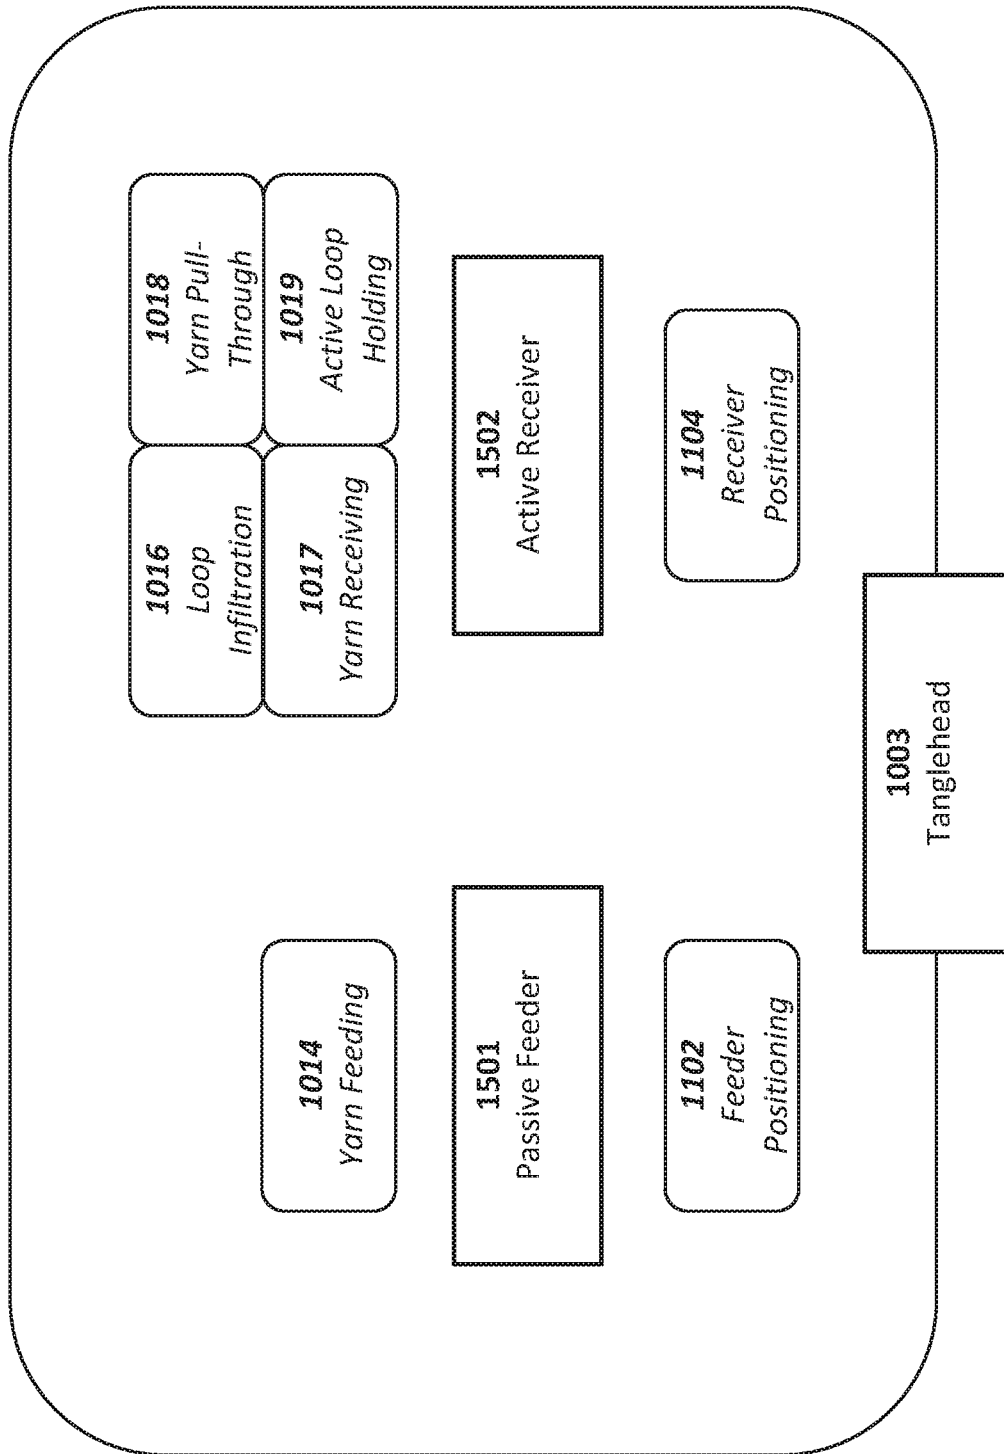 1016
Loop
Infiltration
1018
Yarn Pull-
Through
1014
Yarn Feeding
1017
Yarn Receiving
1019
Active Loop
Holding
1501
Passive Feeder
1502
Active Receiver
1102
Feeder
Positioning
1104
Receiver
Positioning
1003
Tanglehead